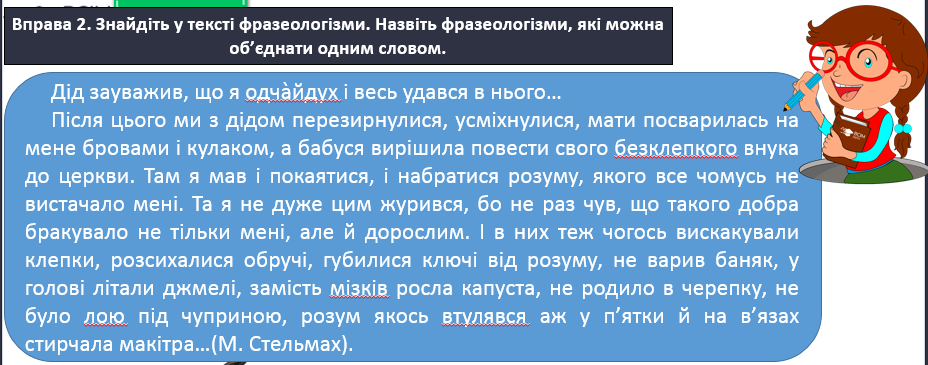 Вправа 2. Знайдіть у тексті фразеологізми. Назвіть фразеологізми, які можна
об’єднати одним словом.
Дід зауважив, що я одча̀йдух і весь удався в нього…
Після цього ми з дідом перезирнулися, усміхнулися, мати посварилась на
мене бровами і кулаком, а бабуся вирішила повести свого безклепкого внука
до церкви. Там я мав і покаятися, і набратися розуму, якого все чомусь не
вистачало мені. Та я не дуже цим журився, бо не раз чув, що такого добра
бракувало не тільки мені, але й дорослим. І в них теж чогось вискакували
клепки, розсихалися обручі, губилися ключі від розуму, не варив баняк, у
голові літали джмелі, замість мізків росла капуста, не родило в черепку, не
було лою під чуприною, розум якось втулявся аж у п’ятки й на в’язах
стирчала макітра…(М. Стельмах).